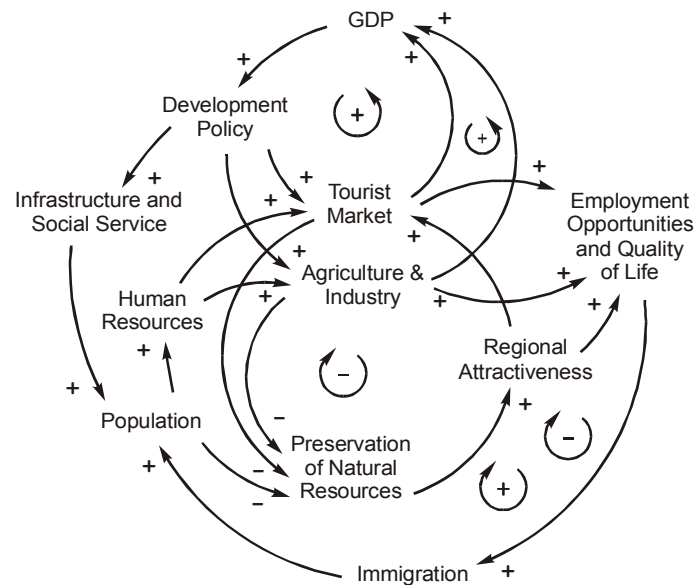 GDP
+
+
+
Development
Policy
+
+
+
+
Infrastructure and
Social Service
+
Tourist
Market
+
Employment
Opportunities
and Quality
of Life
+
+
+
Agriculture &
Industry
+
+
Human
Resources
+
+
+
Regional
Attractiveness
-
+
+
Population
-
Preservation
of Natural
Resources
-
-
+
-
+
Immigration
+